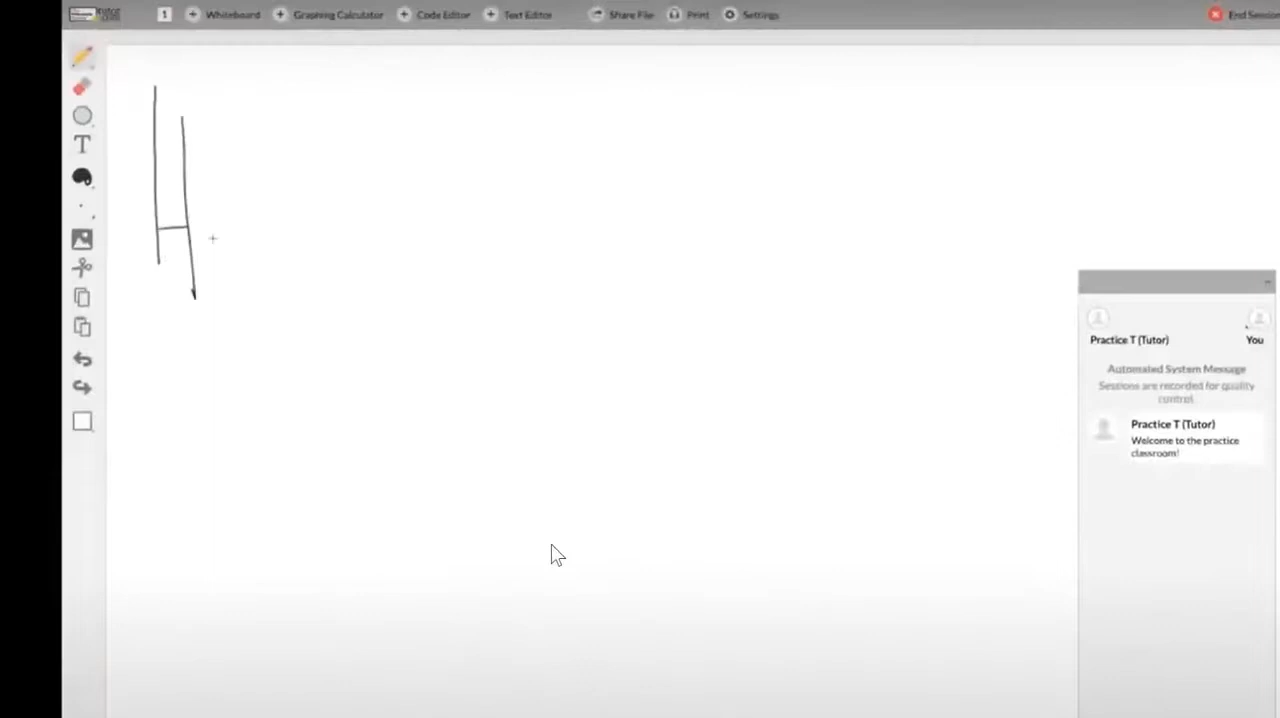 1 Whiteboard Graphing Calculator Code Editor Text Editor Share File Print Settings End Session
H
T
Practice T (Tutor) You
Automated System Message
Sessions are recorded for quality
control.
Practice T (Tutor)
Welcome to the practice
classroom!